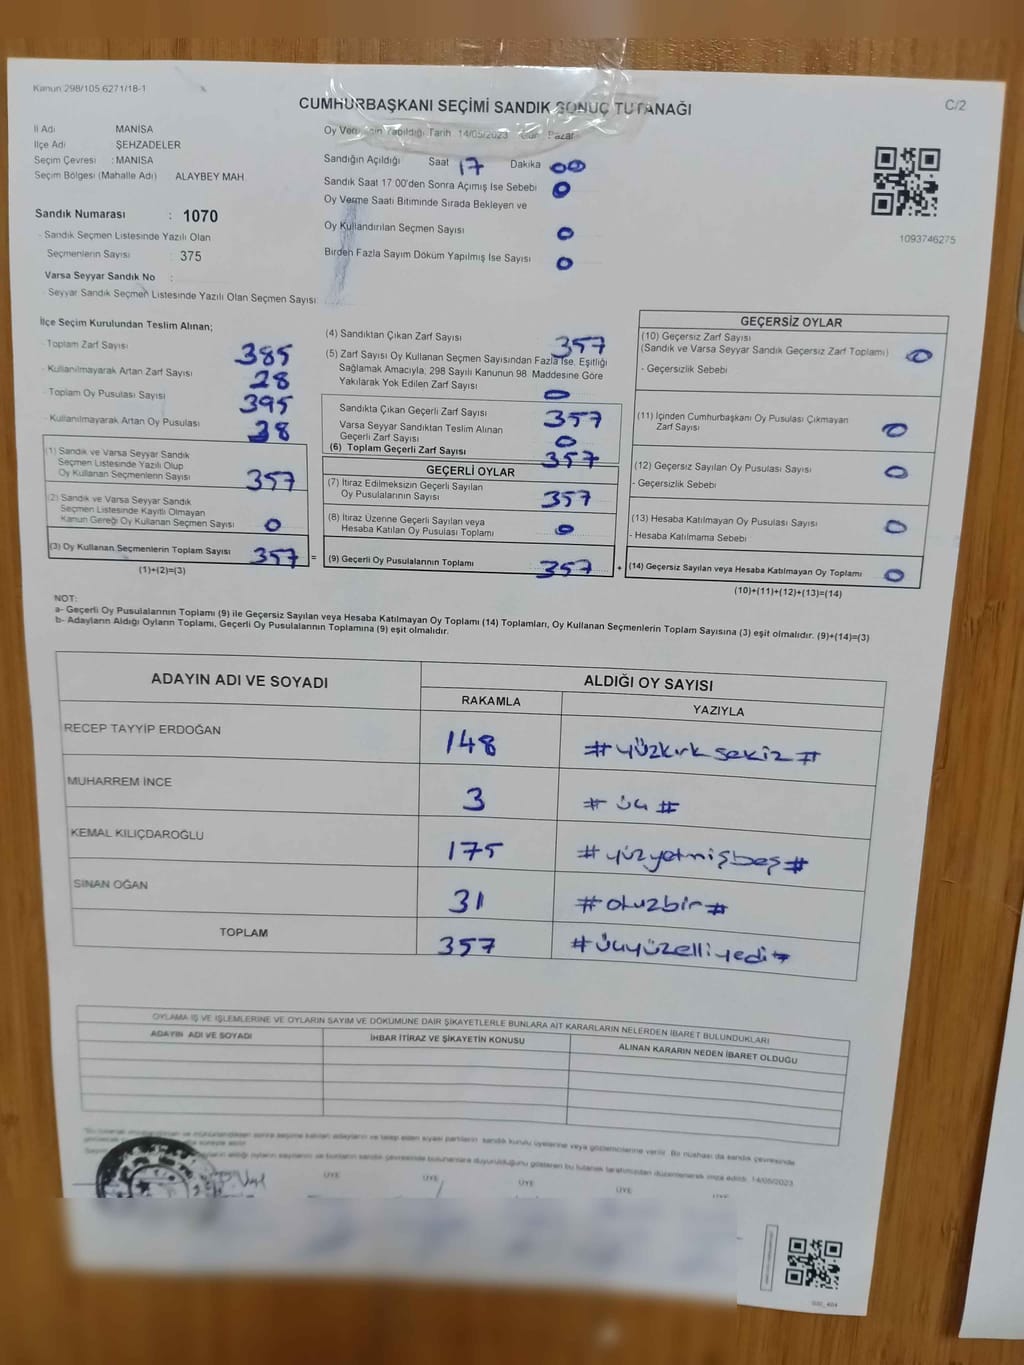 Kanun 298/105 6271/18-1
CUMHURBAŞKANI SEÇİMİ SANDIK SONUÇ TUTANAĞI
C/2
İl Adı MANİSA
İlçe Adı ŞEHZADELER
Seçim Çevresi : MANİSA
Seçim Bölgesi (Mahalle Adı) ALAYBEY MAH.
Sandık Numarası : 1070
- Sandık Seçmen Listesinde Yazılı Olan
Seçmenlerin Sayısı : 375
Varsa Seyyar Sandık No :
- Seyyar Sandık Seçmen Listesinde Yazılı Olan Seçmen Sayısı:
Oy Verme Yapıldığı Tarih 14/05/2023 Gün Pazar
Sandığın Açıldığı Saat 17 Dakika 00
Sandık Saat 17:00'den Sonra Açımış İse Sebebi 0
Oy Verme Saati Bitiminde Sırada Bekleyen ve
Oy Kullandırılan Seçmen Sayısı 0
Birden Fazla Sayım Döküm Yapılmış İse Sayısı 0
1093746275
İlçe Seçim Kurulundan Teslim Alınan;
- Toplam Zarf Sayısı 385
- Kullanılmayarak Artan Zarf Sayısı 28
- Toplam Oy Pusulası Sayısı 395
- Kullanılmayarak Artan Oy Pusulası 38
(1) Sandık ve Varsa Seyyar Sandık
Seçmen Listesinde Yazılı Olup
Oy Kullanan Seçmenlerin Sayısı 357
(2) Sandık ve Varsa Seyyar Sandık
Seçmen Listesinde Kayıtlı Olmayan
Kanun Gereği Oy Kullanan Seçmen Sayısı 0
(3) Oy Kullanan Seçmenlerin Toplam Sayısı 357 =
(1)+(2)=(3)
(4) Sandıktan Çıkan Zarf Sayısı 357
(5) Zarf Sayısı Oy Kullanan Seçmen Sayısından Fazla İse, Eşitliği
Sağlamak Amacıyla, 298 Sayılı Kanunun 98. Maddesine Göre
Yakılarak Yok Edilen Zarf Sayısı 0
Sandıkta Çıkan Geçerli Zarf Sayısı 357
Varsa Seyyar Sandıktan Teslim Alınan
Geçerli Zarf Sayısı 0
(6) Toplam Geçerli Zarf Sayısı 357
GEÇERLİ OYLAR
(7) İtiraz Edilmeksizin Geçerli Sayılan
Oy Pusulalarının Sayısı 357
(8) İtiraz Üzerine Geçerli Sayılan veya
Hesaba Katılan Oy Pusulası Toplamı 0
(9) Geçerli Oy Pusulalarının Toplamı 357 +
GEÇERSİZ OYLAR
(10) Geçersiz Zarf Sayısı
(Sandık ve Varsa Seyyar Sandık Geçersiz Zarf Toplamı) 0
- Geçersizlik Sebebi
(11) İçinden Cumhurbaşkanı Oy Pusulası Çıkmayan
Zarf Sayısı 0
(12) Geçersiz Sayılan Oy Pusulası Sayısı 0
- Geçersizlik Sebebi
(13) Hesaba Katılmayan Oy Pusulası Sayısı 0
- Hesaba Katılmama Sebebi
(14) Geçersiz Sayılan veya Hesaba Katılmayan Oy Toplamı 0
(10)+(11)+(12)+(13)=(14)
NOT:
a- Geçerli Oy Pusulalarının Toplamı (9) ile Geçersiz Sayılan veya Hesaba Katılmayan Oy Toplamı (14) Toplamları, Oy Kullanan Seçmenlerin Toplam Sayısına (3) eşit olmalıdır. (9)+(14)=(3)
b- Adayların Aldığı Oyların Toplamı, Geçerli Oy Pusulalarının Toplamına (9) eşit olmalıdır.
ADAYIN ADI VE SOYADI ALDIĞI OY SAYISI
RAKAMLA YAZIYLA
RECEP TAYYİP ERDOĞAN 148 #yüzkırksekiz#
MUHARREM İNCE 3 #üç#
KEMAL KILIÇDAROĞLU 175 #yüzyetmişbeş#
SİNAN OĞAN 31 #otuzbir#
TOPLAM 357 #üçyüzelliyedi#
OYLAMA İŞ VE İŞLEMLERİNE VE OYLARIN SAYIM VE DÖKÜMÜNE DAİR ŞİKAYETLERLE BUNLARA AİT KARARLARIN NELERDEN İBARET BULUNDUKLARI
ADAYIN ADI VE SOYADI İHBAR İTİRAZ VE ŞİKAYETİN KONUSU ALINAN KARARIN NEDEN İBARET OLDUĞU
ÜYE ÜYE ÜYE ÜYE